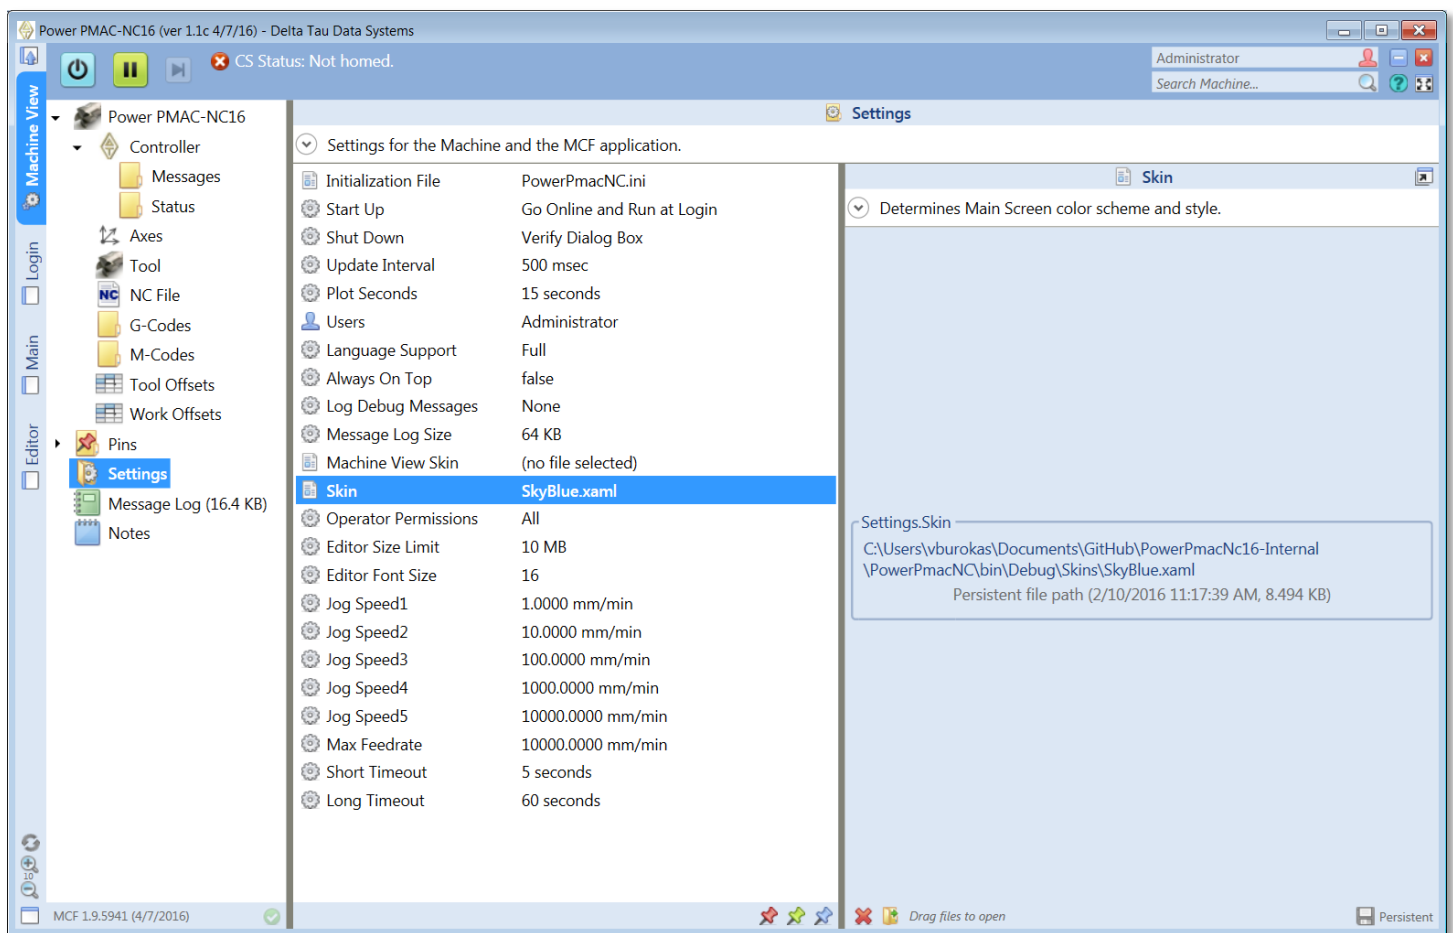 Power PMAC-NC16 (ver 1.1c 4/7/16) - Delta Tau Data Systems
CS Status: Not homed.
Administrator
Search Machine...
Machine View
Login
Main
Editor
Power PMAC-NC16
Controller
Messages
Status
Axes
Tool
NC
NC File
G-Codes
M-Codes
Tool Offsets
Work Offsets
Pins
Settings
Message Log (16.4 KB)
Notes
10
MCF 1.9.5941 (4/7/2016)
Settings
Settings for the Machine and the MCF application.
Initialization File PowerPmacNC.ini
Start Up Go Online and Run at Login
Shut Down Verify Dialog Box
Update Interval 500 msec
Plot Seconds 15 seconds
Users Administrator
Language Support Full
Always On Top false
Log Debug Messages None
Message Log Size 64 KB
Machine View Skin (no file selected)
Skin SkyBlue.xaml
Operator Permissions All
Editor Size Limit 10 MB
Editor Font Size 16
Jog Speed1 1.0000 mm/min
Jog Speed2 10.0000 mm/min
Jog Speed3 100.0000 mm/min
Jog Speed4 1000.0000 mm/min
Jog Speed5 10000.0000 mm/min
Max Feedrate 10000.0000 mm/min
Short Timeout 5 seconds
Long Timeout 60 seconds
Skin
Determines Main Screen color scheme and style.
Settings.Skin
C:\Users\vburokas\Documents\GitHub\PowerPmacNc16-Internal
\PowerPmacNC\bin\Debug\Skins\SkyBlue.xaml
Persistent file path (2/10/2016 11:17:39 AM, 8.494 KB)
Drag files to open
Persistent